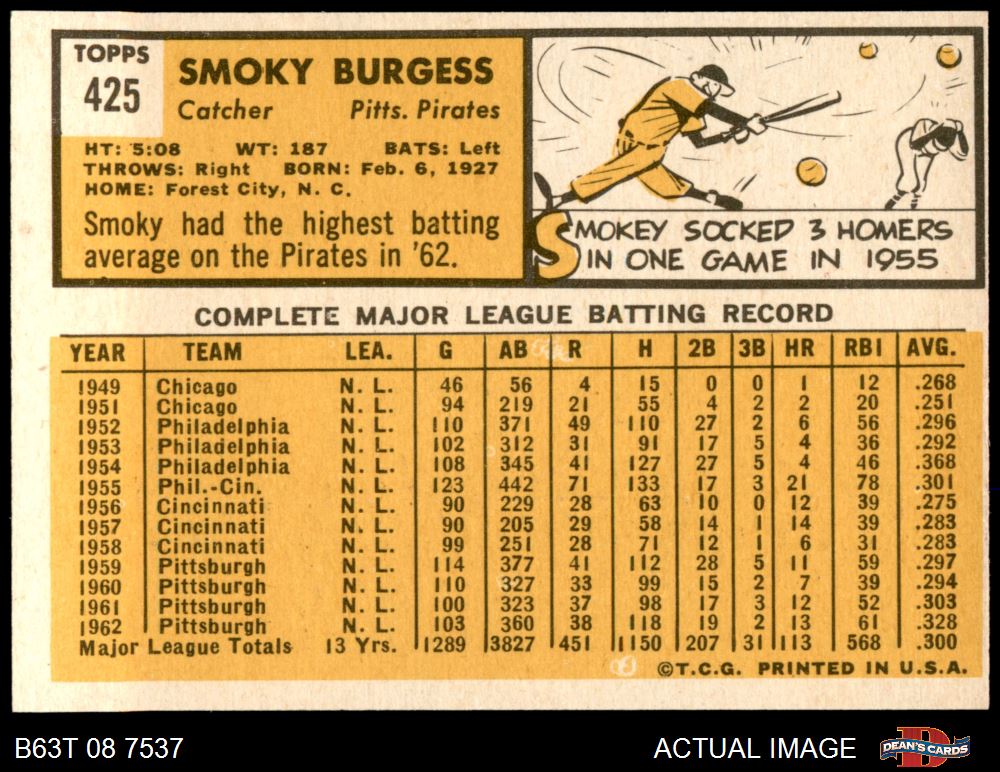 TOPPS
425
SMOKY BURGESS
Catcher Pitts. Pirates
HT: 5:08 WT: 187 BATS: Left
THROWS: Right BORN: Feb. 6, 1927
HOME: Forest City, N. C.
Smoky had the highest batting
average on the Pirates in '62.
SMOKEY SOCKED 3 HOMERS
IN ONE GAME IN 1955
COMPLETE MAJOR LEAGUE BATTING RECORD
YEAR TEAM LEA. G AB R H 2B 3B HR RBI AVG.
1949 Chicago N. L. 46 56 4 15 0 0 1 12 .268
1951 Chicago N. L. 94 219 21 55 4 2 2 20 .251
1952 Philadelphia N. L. 110 371 49 110 27 2 6 56 .296
1953 Philadelphia N. L. 102 312 31 91 17 5 4 36 .292
1954 Philadelphia N. L. 108 345 41 127 27 5 4 46 .368
1955 Phil.-Cin. N. L. 123 442 71 133 17 3 21 78 .301
1956 Cincinnati N. L. 90 229 28 63 10 0 12 39 .275
1957 Cincinnati N. L. 90 205 29 58 14 1 14 39 .283
1958 Cincinnati N. L. 99 251 28 71 12 1 6 31 .283
1959 Pittsburgh N. L. 114 377 41 112 28 5 11 59 .297
1960 Pittsburgh N. L. 110 327 33 99 15 2 7 39 .294
1961 Pittsburgh N. L. 100 323 37 98 17 3 12 52 .303
1962 Pittsburgh N. L. 103 360 38 118 19 2 13 61 .328
Major League Totals 13 Yrs. 1289 3827 451 1150 207 31 113 568 .300
©T.C.G. PRINTED IN U.S.A.
B63T 08 7537 ACTUAL IMAGE DEAN'S CARDS